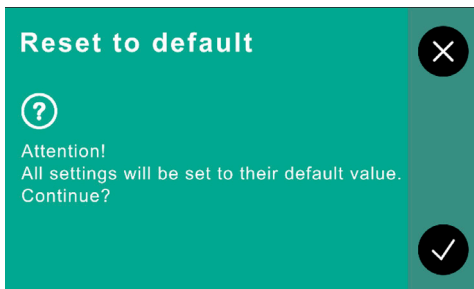 Reset to default
?
Attention!
All settings will be set to their default value.
Continue?